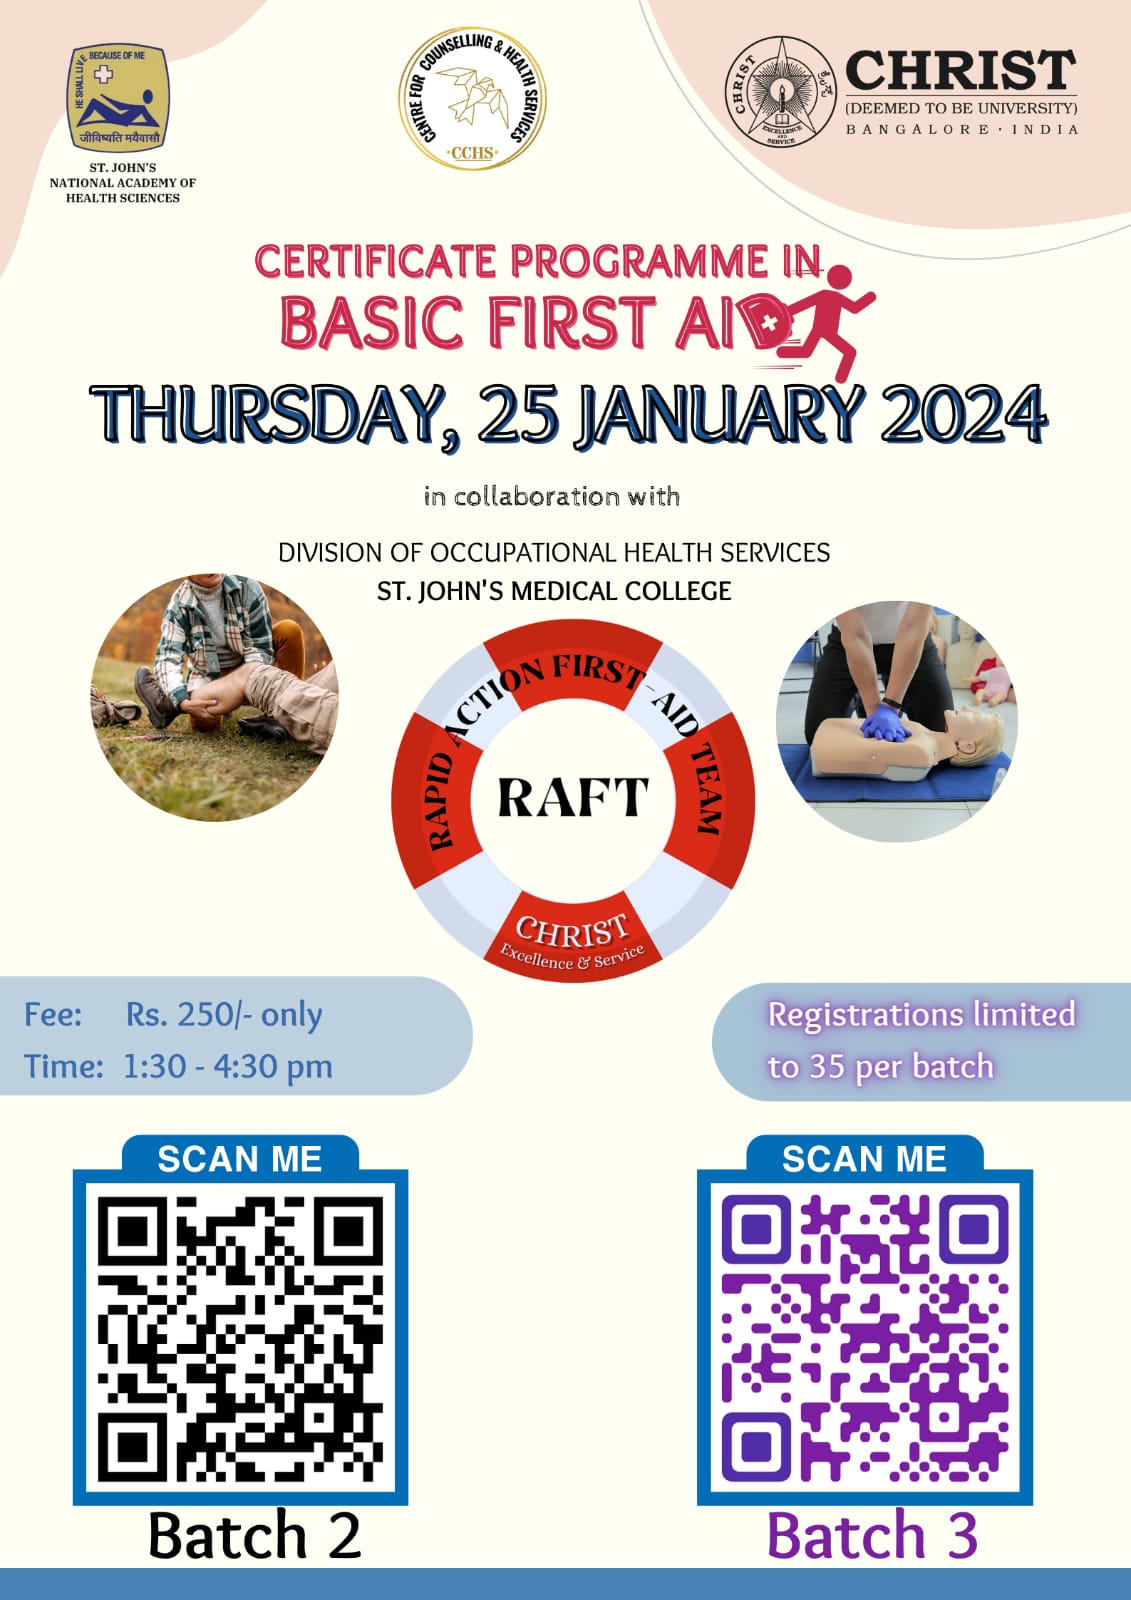 HE SHALL LIVE BECAUSE OF ME
जीविष्यति मयैवासौ
ST. JOHN'S
NATIONAL ACADEMY OF
HEALTH SCIENCES
CENTRE FOR COUNSELLING & HEALTH SERVICES
·CCHS·
CHRIST
EXCELLENCE
AND
SERVICE
CHRIST
(DEEMED TO BE UNIVERSITY)
BANGALORE · INDIA
CERTIFICATE PROGRAMME IN
BASIC FIRST AID
THURSDAY, 25 JANUARY 2024
in collaboration with
DIVISION OF OCCUPATIONAL HEALTH SERVICES
ST. JOHN'S MEDICAL COLLEGE
RAPID ACTION FIRST-AID TEAM
RAFT
CHRIST
Excellence & Service
Fee: Rs. 250/- only
Time: 1:30 - 4:30 pm
Registrations limited
to 35 per batch
SCAN ME
Batch 2
SCAN ME
Batch 3